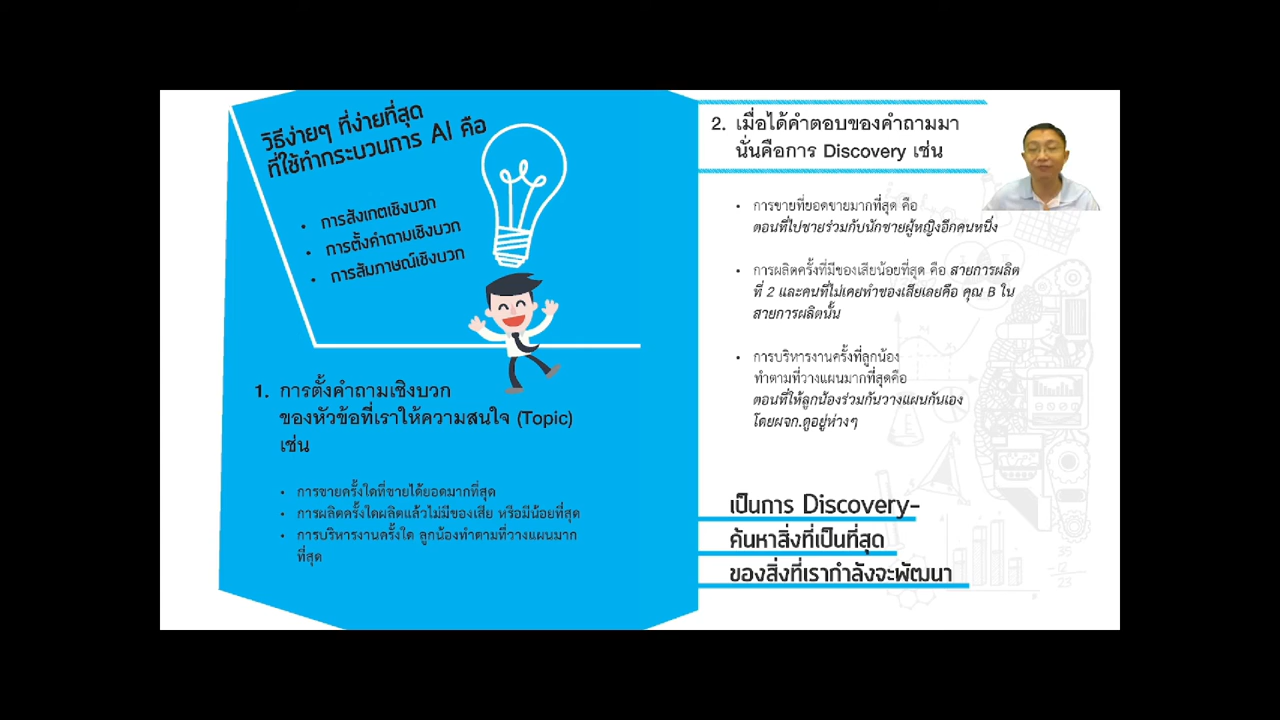 วิธีง่ายๆ ที่ง่ายที่สุด
ที่ใช้ทำกระบวนการ AI คือ
• การสังเกตเชิงบวก
• การตั้งคำถามเชิงบวก
• การสัมภาษณ์เชิงบวก
1. การตั้งคำถามเชิงบวก
ของหัวข้อที่เราให้ความสนใจ (Topic)
เช่น
• การขายครั้งใดที่ขายได้ยอดมากที่สุด
• การผลิตครั้งใดผลิตแล้วไม่มีของเสีย หรือมีน้อยที่สุด
• การบริหารงานครั้งใด ลูกน้องทำตามที่วางแผนมาก
ที่สุด
2. เมื่อได้คำตอบของคำถามมา
นั่นคือการ Discovery เช่น
• การขายที่ยอดขายมากที่สุด คือ
ตอนที่ไปขายร่วมกับนักขายผู้หญิงอีกคนหนึ่ง
• การผลิตครั้งที่มีของเสียน้อยที่สุด คือ สายการผลิต
ที่ 2 และคนที่ไม่เคยทำของเสียเลยคือ คุณ B ใน
สายการผลิตนั้น
• การบริหารงานครั้งที่ลูกน้อง
ทำตามที่วางแผนมากที่สุดคือ
ตอนที่ให้ลูกน้องร่วมกันวางแผนกันเอง
โดยผจก.ดูอยู่ห่างๆ
เป็นการ Discovery-
ค้นหาสิ่งที่เป็นที่สุด
ของสิ่งที่เรากำลังจะพัฒนา